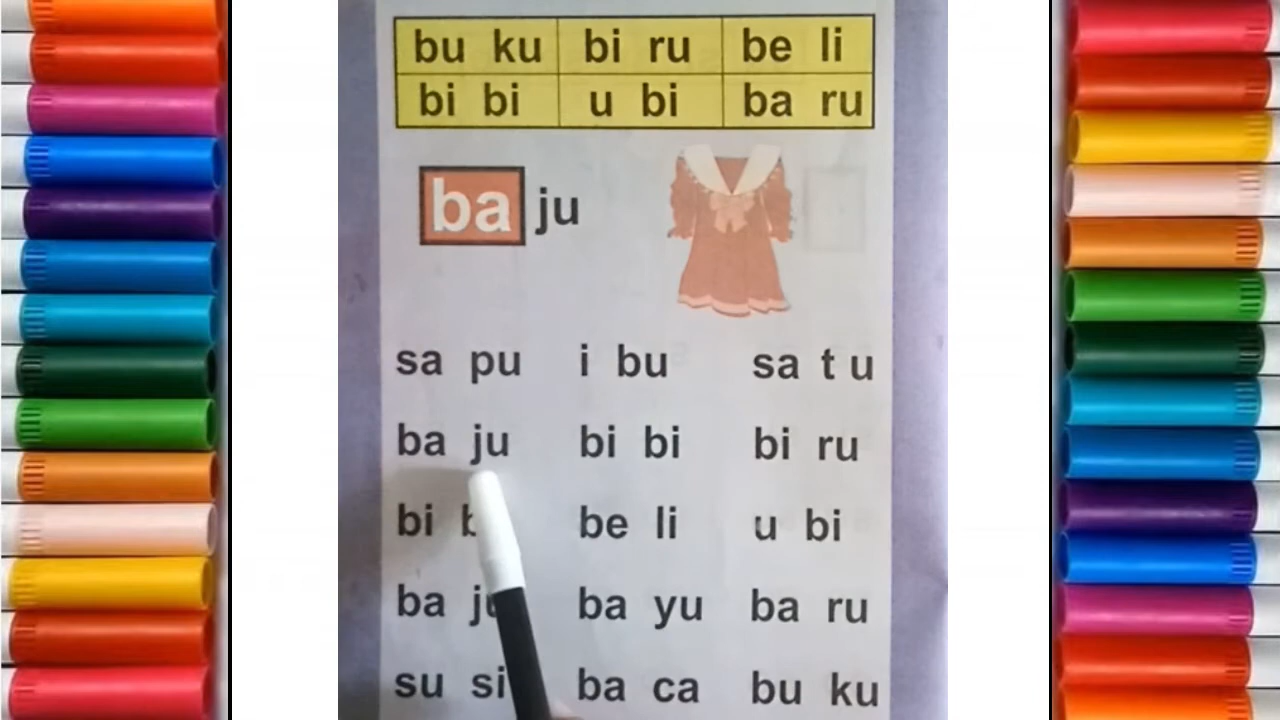 bu ku bi ru be li
bi bi u bi ba ru
ba ju
sa pu i bu sa t u
ba ju bi bi bi ru
bi be li u bi
ba ba yu ba ru
su si ba ca bu ku